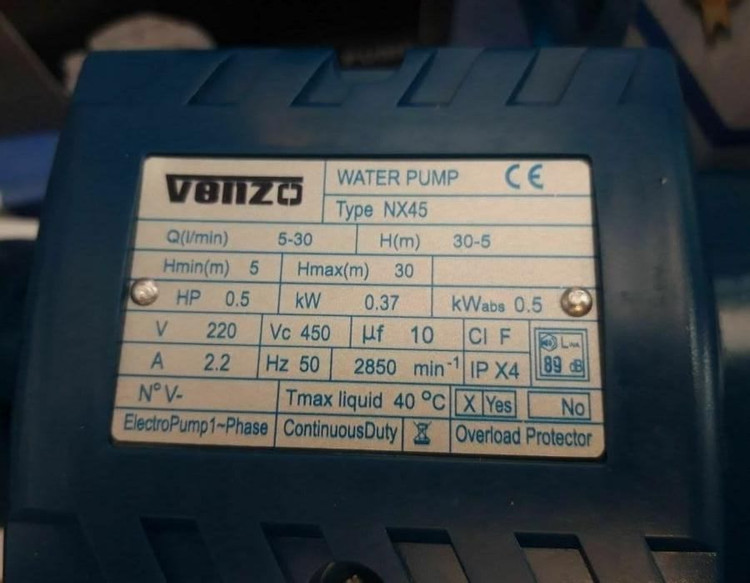 venzo
WATER PUMP CE
Type NX45
Q(l/min) 5-30 H(m) 30-5
Hmin(m) 5 Hmax(m) 30
HP 0.5 kW 0.37 kWabs 0.5
V 220 Vc 450 µf 10 Cl F
A 2.2 Hz 50 2850 min-1 IP X4
89 dB
N° V- Tmax liquid 40 °C X Yes No
ElectroPump1~Phase ContinuousDuty Overload Protector